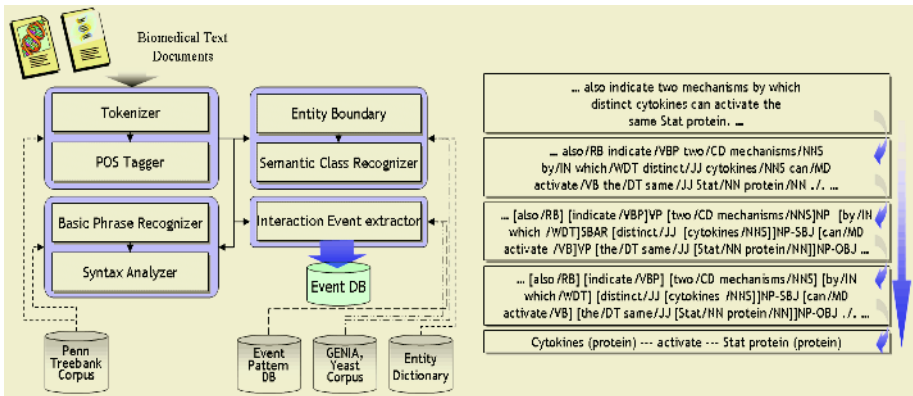 Biomedical Text
Documents
Tokenizer
POS Tagger
Basic Phrase Recognizer
Syntax Analyzer
Entity Boundary
Semantic Class Recognizer
Interaction Event extractor
Event DB
Penn
Treebank
Corpus
Event
Pattern
DB
GENIA,
Yeast
Corpus
Entity
Dictionary
... also indicate two mechanisms by which
distinct cytokines can activate the
same Stat protein. ...
... also/RB indicate/VBP two/CD mechanisms/NNS
by/IN which/WDT distinct/JJ cytokines/NNS can/MD
activate/VB the/DT same/JJ Stat/NN protein/NN ./. ...
... [also/RB] [indicate/VBP]VP [two/CD mechanisms/NNS]NP [by/IN
which/WDT]SBAR [distinct/JJ [cytokines/NNS]]NP-SBJ [can/MD
activate/VB]VP [the/DT same/JJ [Stat/NN protein/NN]]NP-OBJ ...
... [also/RB] [indicate/VBP] [two/CD mechanisms/NNS] [by/IN
which/WDT] [distinct/JJ [cytokines /NNS]]NP-SBJ [can/MD
activate/VB] [the/DT same/JJ [Stat/NN protein/NN]]NP-OBJ ./. ...
Cytokines (protein) --- activate --- Stat protein (protein)